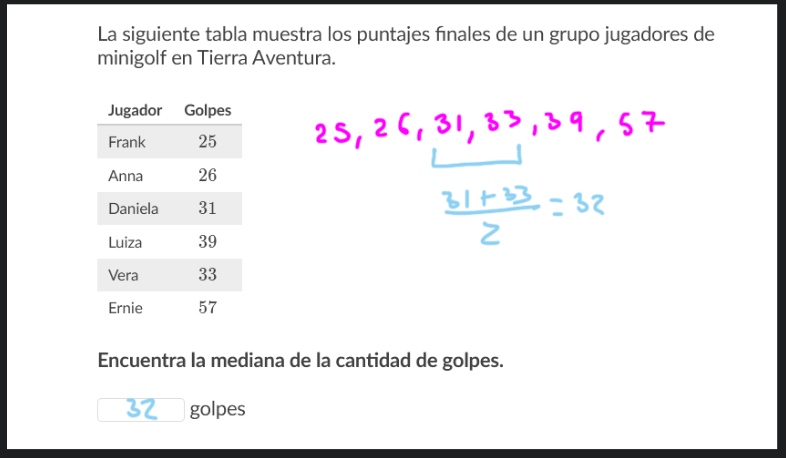 La siguiente tabla muestra los puntajes finales de un grupo jugadores de
minigolf en Tierra Aventura.
Jugador Golpes
Frank 25
Anna 26
Daniela 31
Luiza 39
Vera 33
Ernie 57
25, 26, 31, 33, 39, 57
31+33 = 32
2
Encuentra la mediana de la cantidad de golpes.
32 golpes